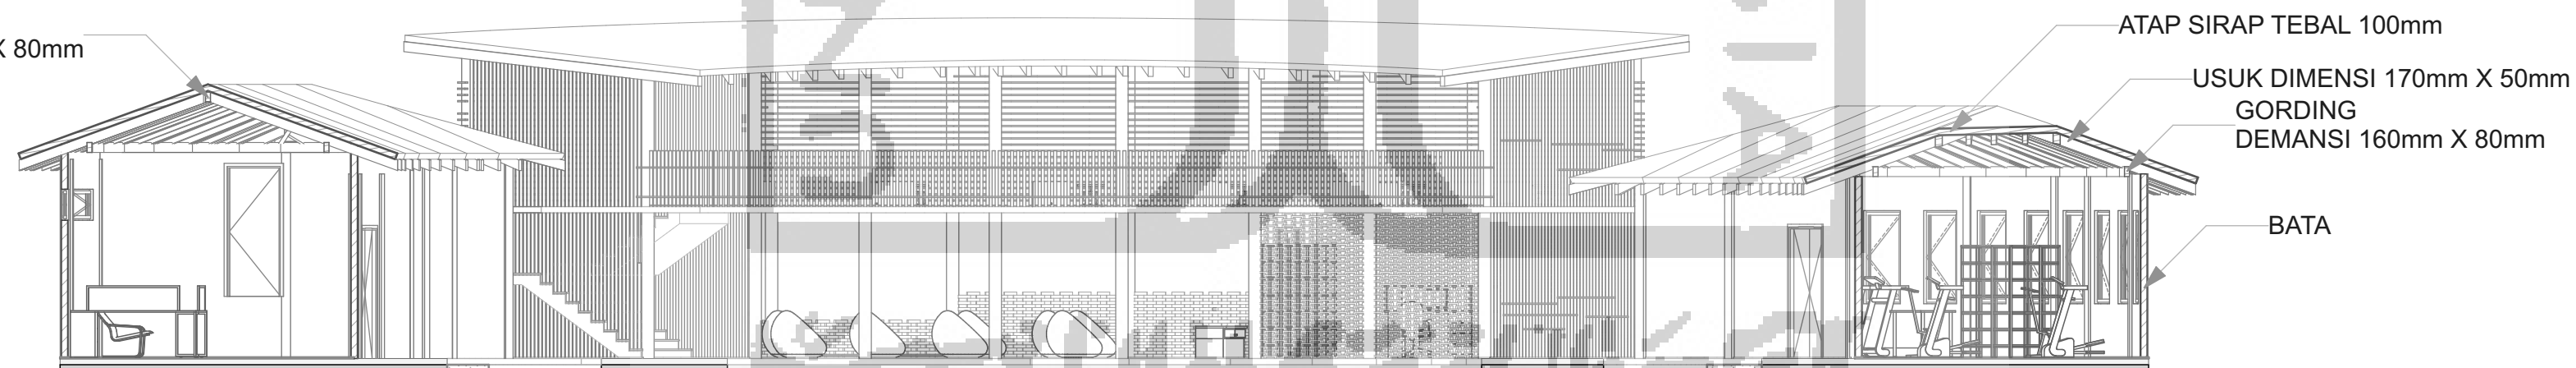 X 80mm
ATAP SIRAP TEBAL 100mm
USUK DIMENSI 170mm X 50mm
GORDING
DEMANSI 160mm X 80mm
BATA